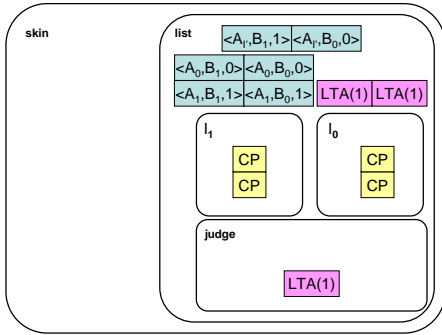 skin list <A_I',B_1,1> <A_I',B_0,0>
<A_0,B_1,0> <A_0,B_0,0>
<A_1,B_1,1> <A_1,B_0,1> LTA(1) LTA(1)
I_1 I_0
CP CP
CP CP
judge
LTA(1)